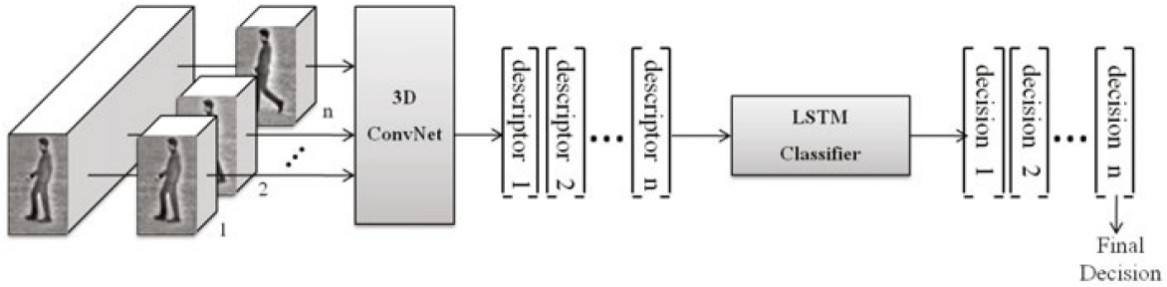 1
2
n
3D
ConvNet
descriptor 1
descriptor 2
descriptor n
LSTM
Classifier
decision 1
decision 2
decision n
Final
Decision